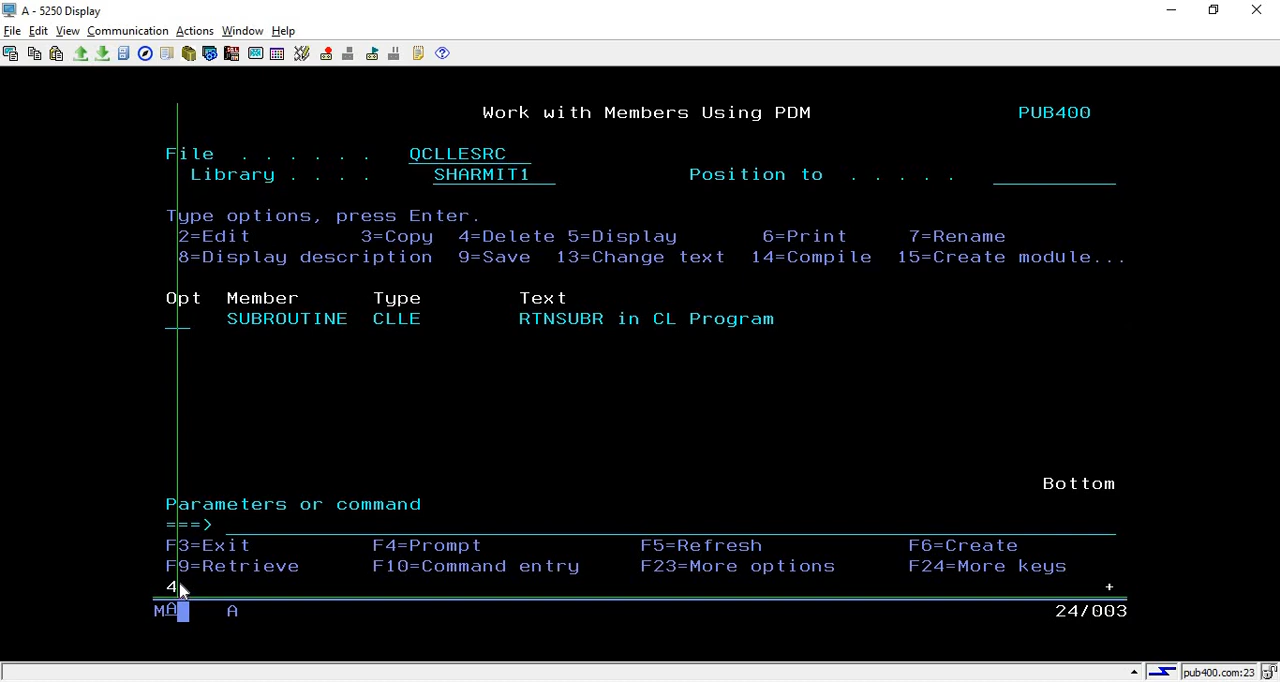 A - 5250 Display
File Edit View Communication Actions Window Help
Work with Members Using PDM PUB400
File . . . . . . QCLLESRC
Library . . . . SHARMIT1 Position to . . . . .
Type options, press Enter.
2=Edit 3=Copy 4=Delete 5=Display 6=Print 7=Rename
8=Display description 9=Save 13=Change text 14=Compile 15=Create module...
Opt Member Type Text
SUBROUTINE CLLE RTNSUBR in CL Program
Bottom
Parameters or command
===>
F3=Exit F4=Prompt F5=Refresh F6=Create
F9=Retrieve F10=Command entry F23=More options F24=More keys
4 +
MA A 24/003
pub400.com:23